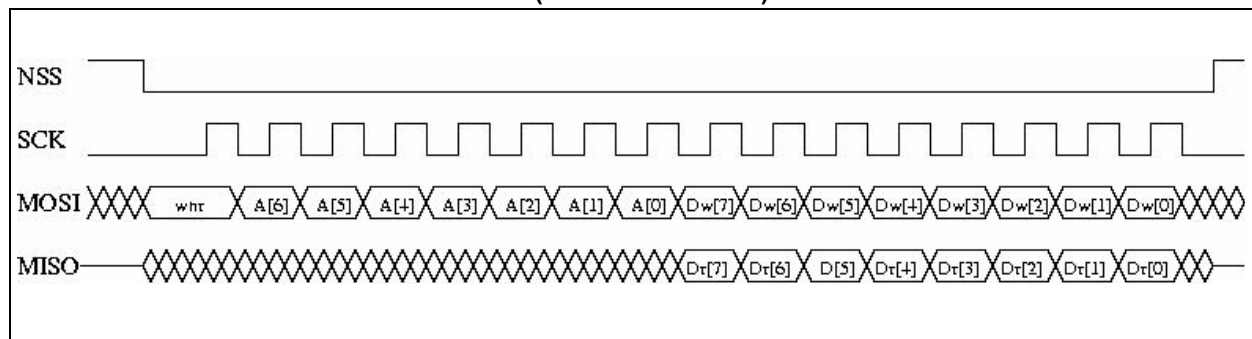 NSS
SCK
MOSI whr A[6] A[5] A[4] A[3] A[2] A[1] A[0] Dw[7] Dw[6] Dw[5] Dw[4] Dw[3] Dw[2] Dw[1] Dw[0]
MISO Dr[7] Dr[6] D[5] Dr[4] Dr[3] Dr[2] Dr[1] Dr[0]